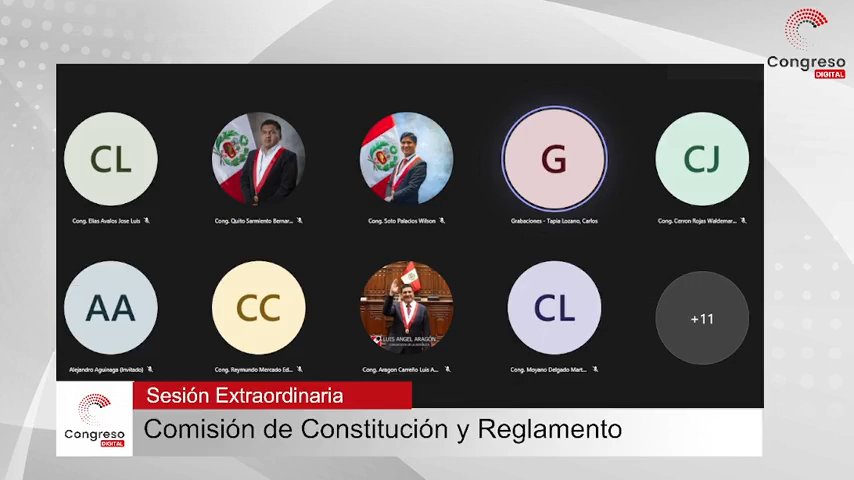 Congreso
DIGITAL
CL
G
CJ
Cong. Elias Avalos Jose Luis
Cong. Quito Sarmiento Bernar...
Cong. Soto Palacios Wilson
Grabaciones - Tapia Lozano, Carlos
Cong. Cerron Rojas Waldemar...
AA
CC
LUIS ANGEL ARAGÓN
CL
+11
Alejandro Aguinaga (Invitado)
Cong. Reymundo Mercado Ed...
Cong. Aragon Carreño Luis A...
Cong. Moyano Delgado Mart...
Sesión Extraordinaria
Congreso
DIGITAL
Comisión de Constitución y Reglamento